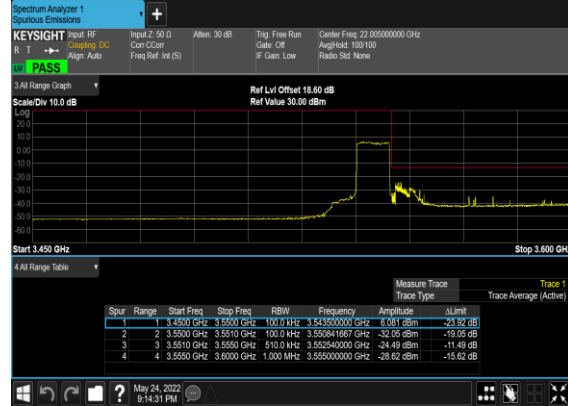 Spectrum Analyzer 1
Spurious Emissions
+
KEYSIGHT Input: RF Input Z: 50 Ω Atten: 30 dB Trig: Free Run Center Freq: 22.005000000 GHz
R T Coupling: DC Corr CCorr Gate: Off Avg|Hold: 100/100
Align: Auto Freq Ref: Int (S) IF Gain: Low Radio Std: None
PASS
3 All Range Graph
Ref Lvl Offset 18.60 dB
Scale/Div 10.0 dB Ref Value 30.00 dBm
Log
20.0
10.0
0.00
-10.0
-20.0
-30.0
-40.0
-50.0
-60.0
Start 3.450 GHz Stop 3.600 GH
4 All Range Table
Measure Trace Trace 1
Trace Type Trace Average (Active)
Spur Range Start Freq Stop Freq RBW Frequency Amplitude ΔLimit
1 1 3.4500 GHz 3.5500 GHz 100.0 kHz 3.543500000 GHz 6.081 dBm -23.92 dB
2 2 3.5500 GHz 3.5510 GHz 100.0 kHz 3.550841667 GHz -32.05 dBm -19.05 dB
3 3 3.5510 GHz 3.5550 GHz 510.0 kHz 3.552540000 GHz -24.49 dBm -11.49 dB
4 4 3.5550 GHz 3.6000 GHz 1.000 MHz 3.555000000 GHz -28.62 dBm -15.62 dB
? May 24, 2022
9:14:31 PM